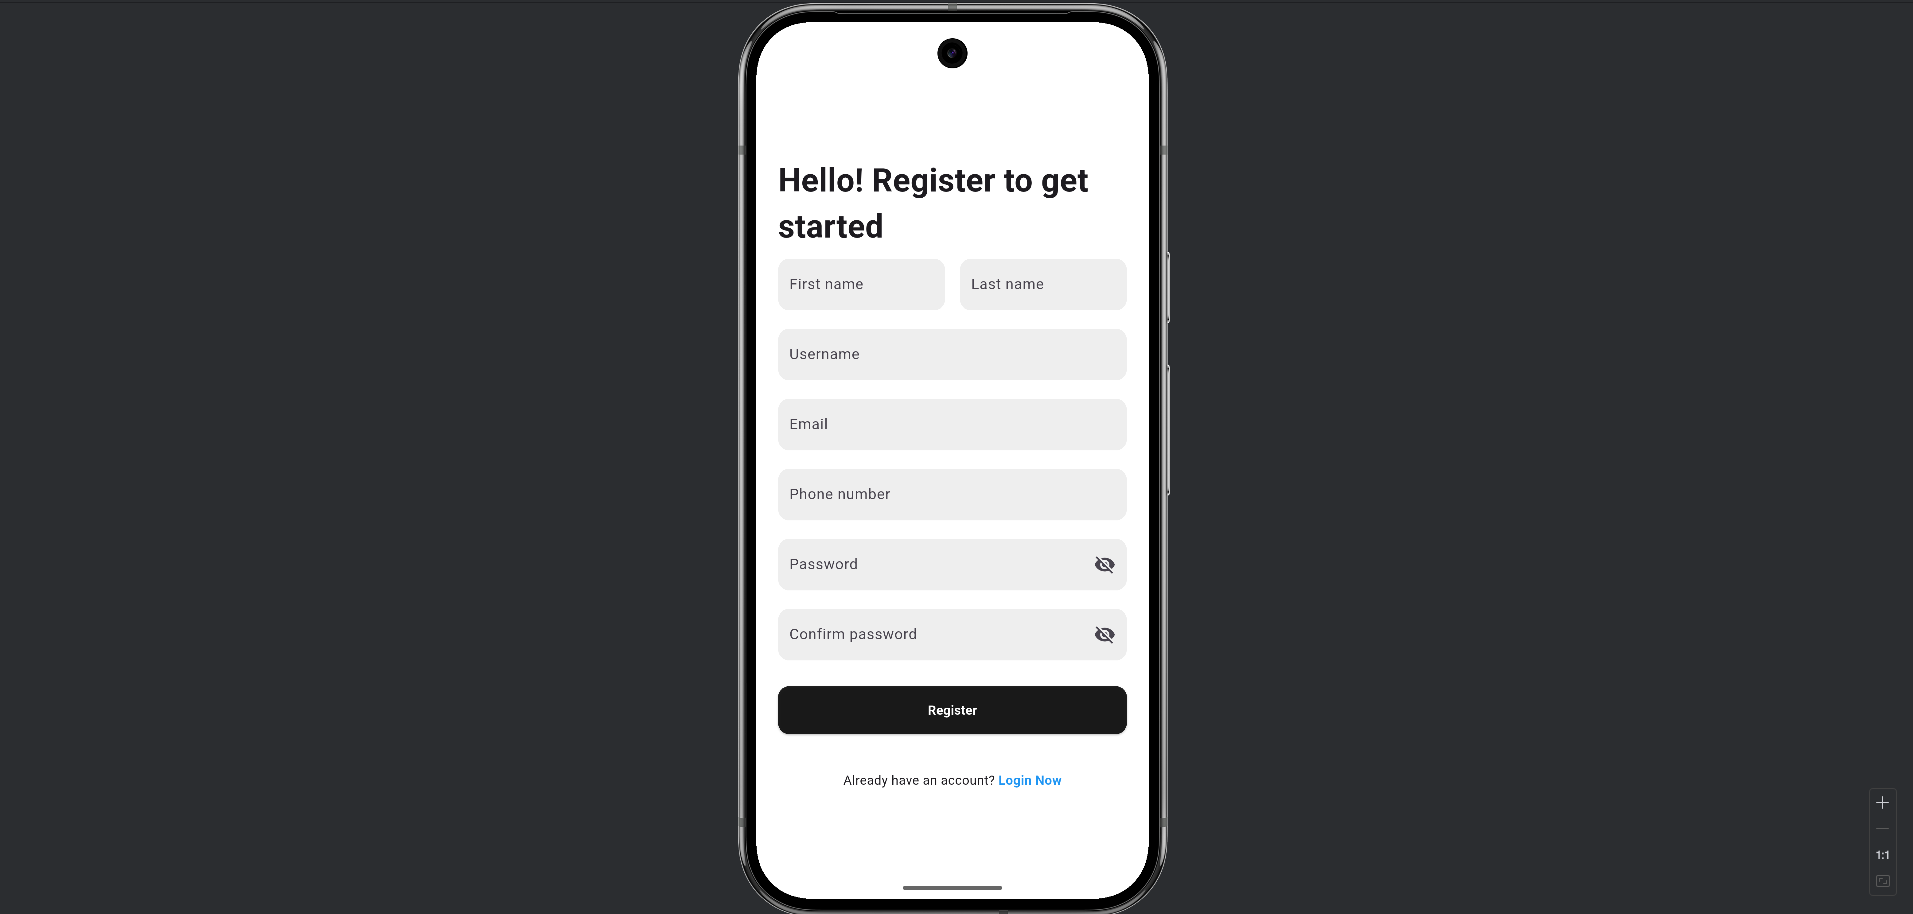 Hello! Register to get
started
First name
Last name
Username
Email
Phone number
Password
Confirm password
Register
Already have an account? Login Now
1:1